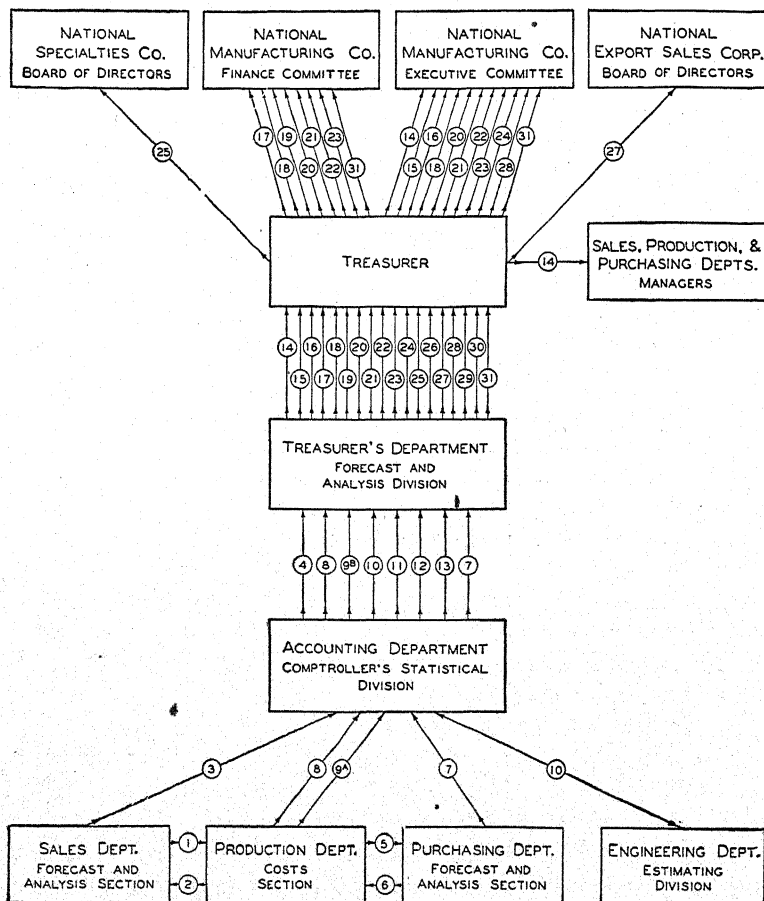 NATIONAL
SPECIALTIES CO.
BOARD OF DIRECTORS
NATIONAL
MANUFACTURING CO.
FINANCE COMMITTEE
NATIONAL
MANUFACTURING CO.
EXECUTIVE COMMITTEE
NATIONAL
EXPORT SALES CORP.
BOARD OF DIRECTORS
17 19 21 23
14 16 20 22 24 31
25
27
18 20 22 31
15 18 21 23 28
TREASURER
14
SALES, PRODUCTION, &
PURCHASING DEPTS.
MANAGERS
14 16 18 20 22 24 26 28 30
15 17 19 21 23 25 27 29 31
TREASURER'S DEPARTMENT
FORECAST AND
ANALYSIS DIVISION
4 8 9B 10 11 12 13 7
ACCOUNTING DEPARTMENT
COMPTROLLER'S STATISTICAL
DIVISION
3 8 9A 7 10
SALES DEPT.
FORECAST AND
ANALYSIS SECTION
1
2
PRODUCTION DEPT.
COSTS
SECTION
5
6
PURCHASING DEPT.
FORECAST AND
ANALYSIS SECTION
ENGINEERING DEPT.
ESTIMATING
DIVISION